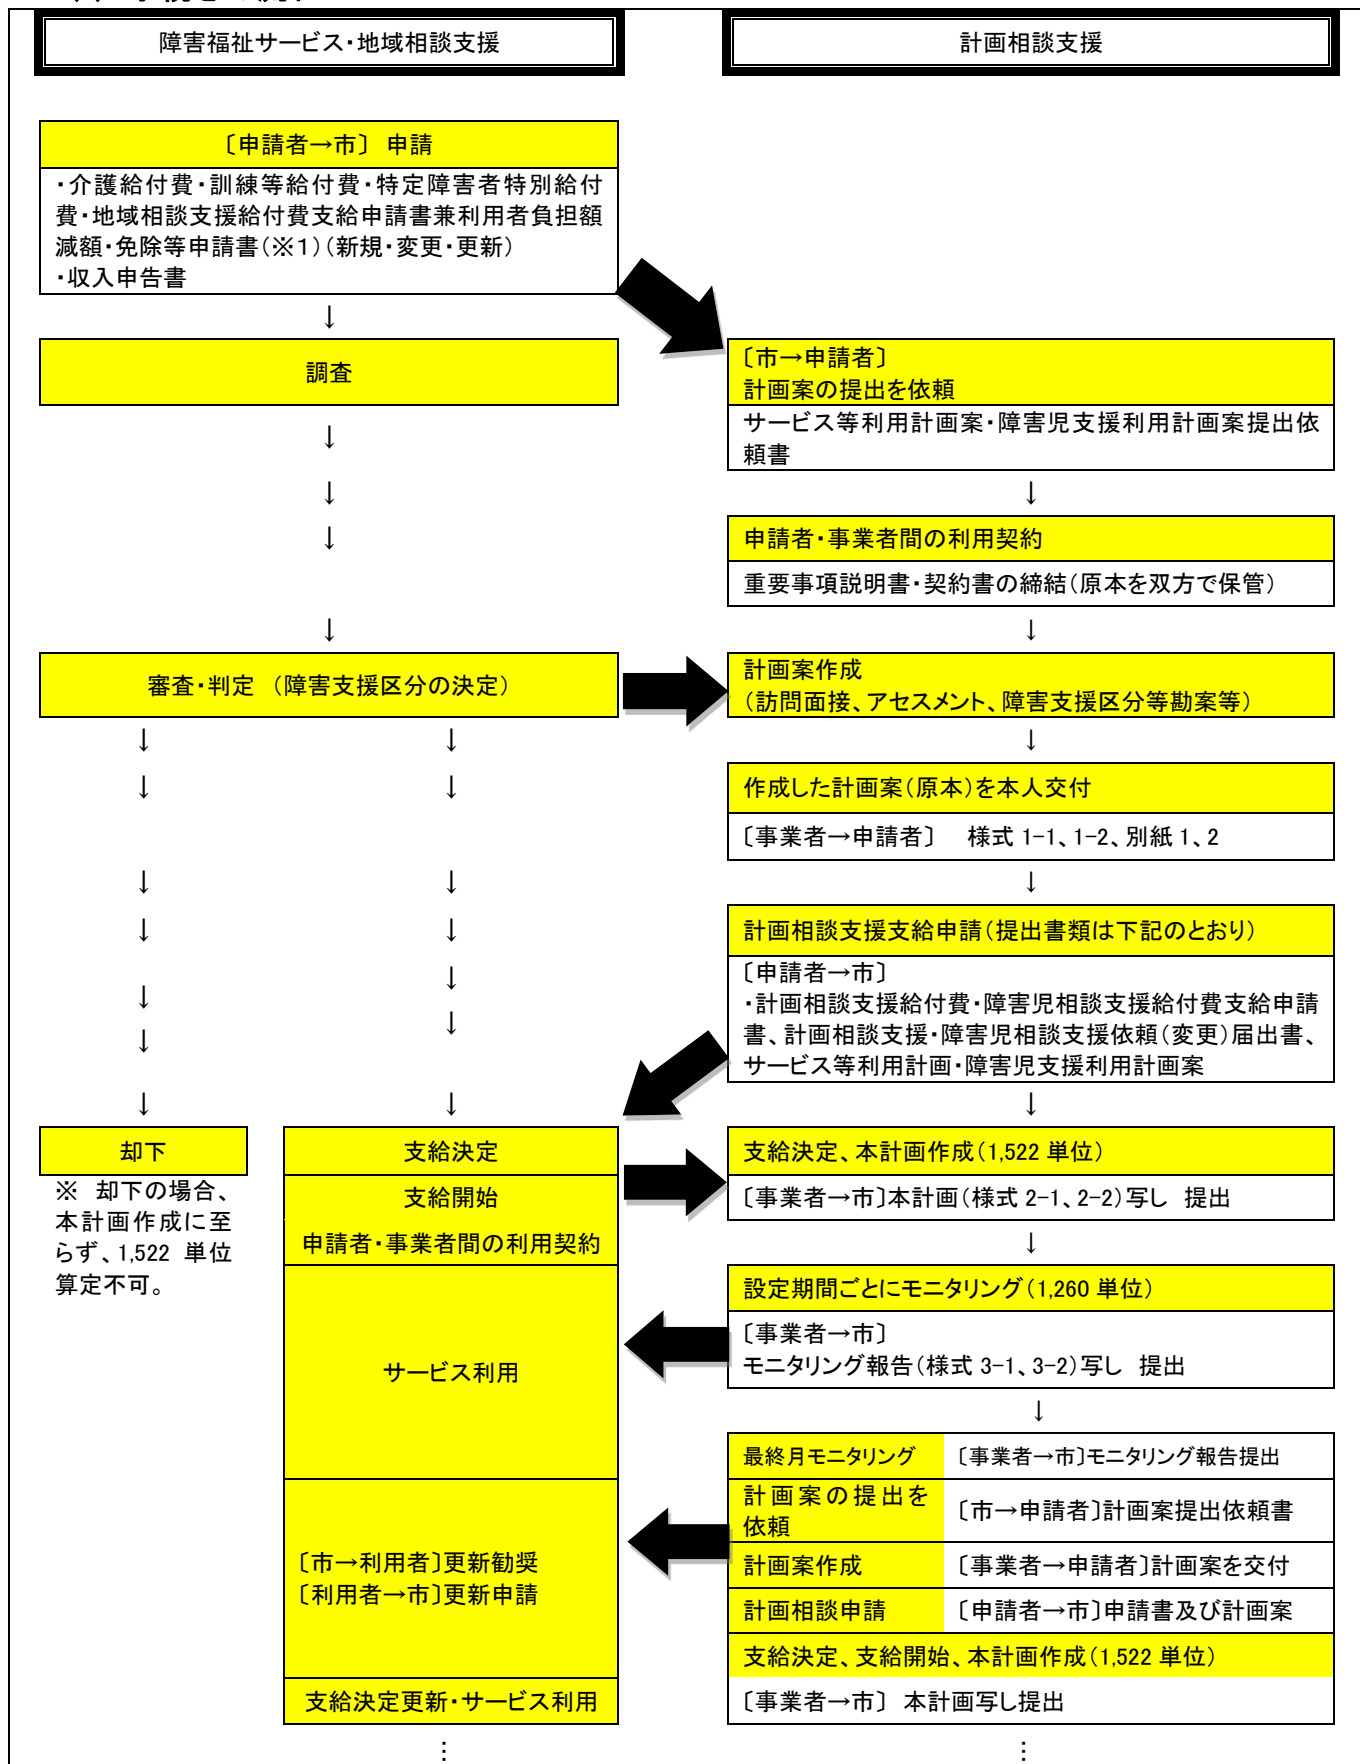 障害福祉サービス・地域相談支援
計画相談支援
〔申請者→市〕 申請
・介護給付費・訓練等給付費・特定障害者特別給付
費・地域相談支援給付費支給申請書兼利用者負担額
減額・免除等申請書(※1)(新規・変更・更新)
・収入申告書
↓
調査
〔市→申請者〕
計画案の提出を依頼
サービス等利用計画案・障害児支援利用計画案提出依
頼書
↓
↓
↓
↓
申請者・事業者間の利用契約
重要事項説明書・契約書の締結(原本を双方で保管)
↓
↓
審査・判定 (障害支援区分の決定)
計画案作成
(訪問面接、アセスメント、障害支援区分等勘案等)
↓ ↓
↓
↓ ↓
作成した計画案(原本)を本人交付
〔事業者→申請者〕 様式 1-1、1-2、別紙 1、2
↓ ↓
↓
↓ ↓
計画相談支援支給申請(提出書類は下記のとおり)
〔申請者→市〕
・計画相談支援給付費・障害児相談支援給付費支給申請
書、計画相談支援・障害児相談支援依頼(変更)届出書、
サービス等利用計画・障害児支援利用計画案
↓ ↓
↓ ↓
↓ ↓
↓
却下
※ 却下の場合、
本計画作成に至
らず、1,522 単位
算定不可。
支給決定
支給開始
申請者・事業者間の利用契約
サービス利用
支給決定、本計画作成(1,522 単位)
〔事業者→市〕本計画(様式 2-1、2-2)写し 提出
↓
設定期間ごとにモニタリング(1,260 単位)
〔事業者→市〕
モニタリング報告(様式 3-1、3-2)写し 提出
↓
最終月モニタリング 〔事業者→市〕モニタリング報告提出
計画案の提出を
依頼
〔市→申請者〕計画案提出依頼書
計画案作成 〔事業者→申請者〕計画案を交付
計画相談申請 〔申請者→市〕申請書及び計画案
支給決定、支給開始、本計画作成(1,522 単位)
〔事業者→市〕 本計画写し提出
〔市→利用者〕更新勧奨
〔利用者→市〕更新申請
支給決定更新・サービス利用
⋮ ⋮